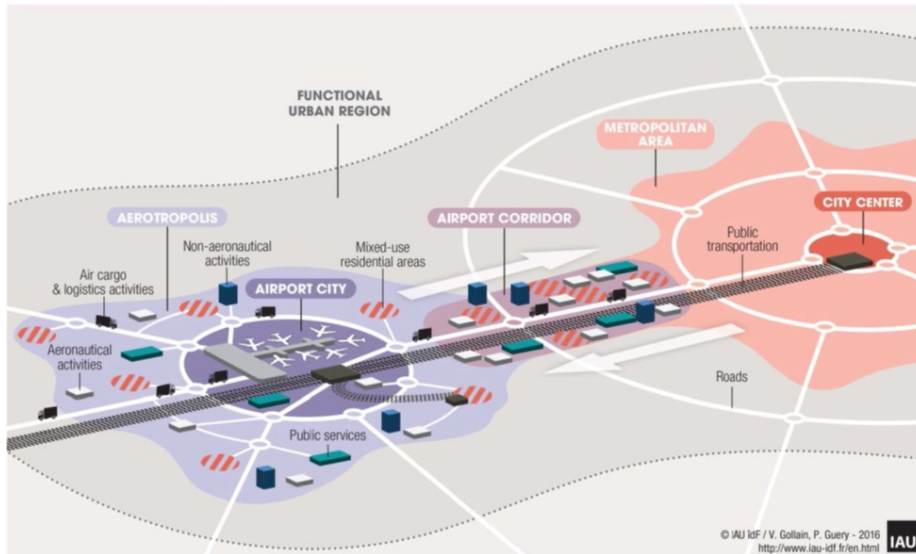 FUNCTIONAL
URBAN REGION
METROPOLITAN
AREA
CITY CENTER
AEROTROPOLIS
AIRPORT CORRIDOR
Public
transportation
Non-aeronautical
activities
Mixed-use
residential areas
Air cargo
& logistics activities
AIRPORT CITY
Aeronautical
activities
Roads
Public services
© IAU îdF / V. Gollain, P. Guery - 2016
http://www.iau-idf.fr/en.html
IAU